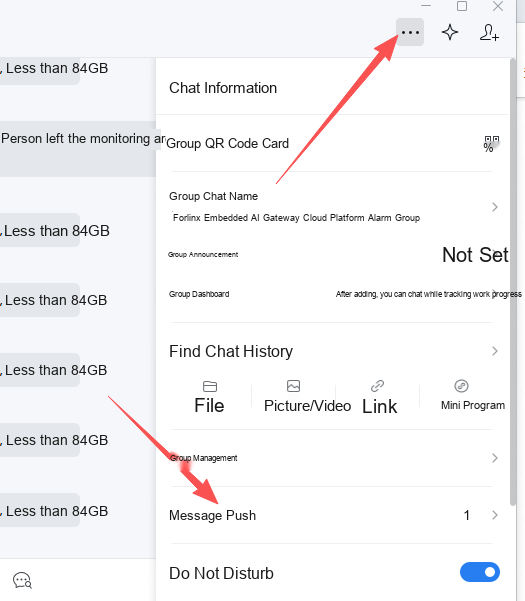 Less than 84GB
Person left the monitoring ar
Less than 84GB
Less than 84GB
Less than 84GB
Less than 84GB
Less than 84GB
Chat Information
Group QR Code Card
%
Group Chat Name
Forlinx Embedded AI Gateway Cloud Platform Alarm Group
Group Announcement
Not Set
Group Dashboard
After adding, you can chat while tracking work progress
Find Chat History
File
Picture/Video
Link
Mini Program
Group Management
Message Push
1
Do Not Disturb